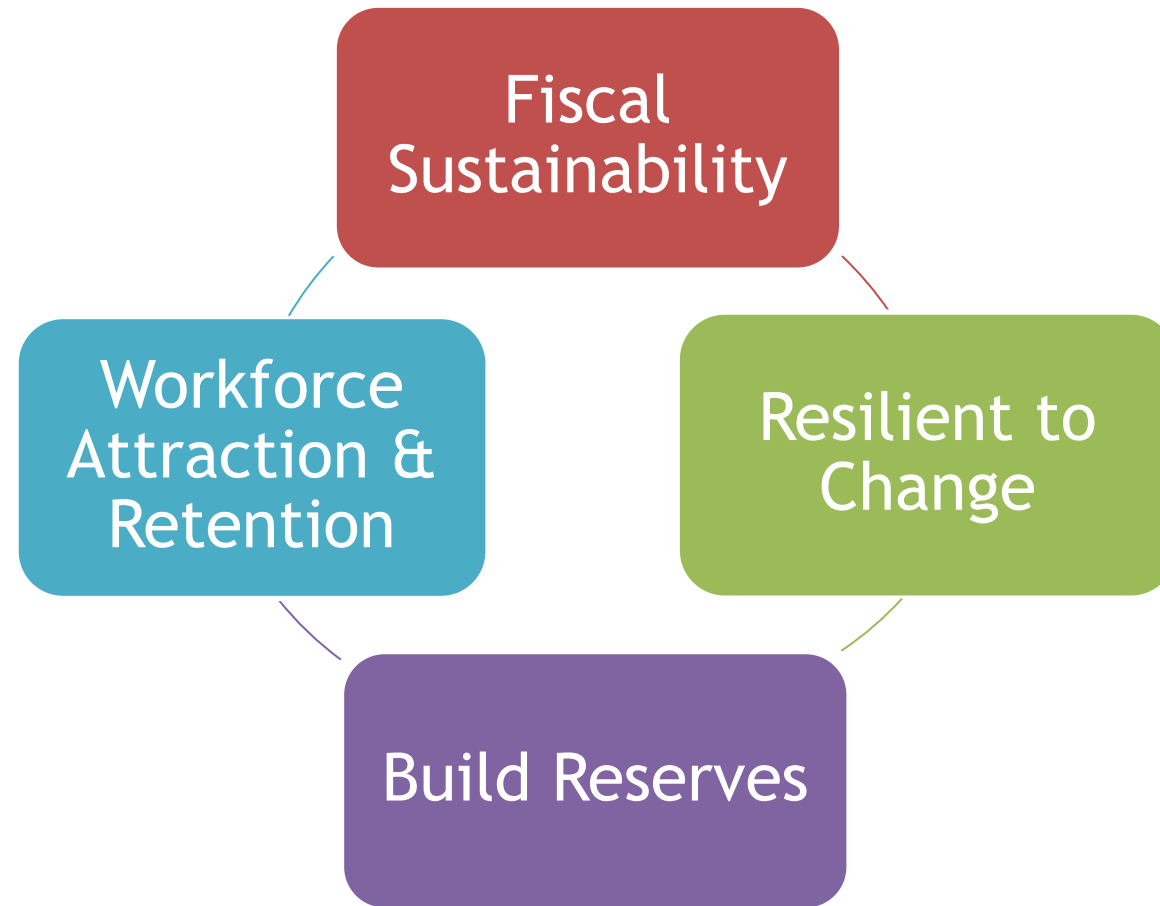 Fiscal
Sustainability
Workforce
Attraction &
Retention
Resilient to
Change
Build Reserves